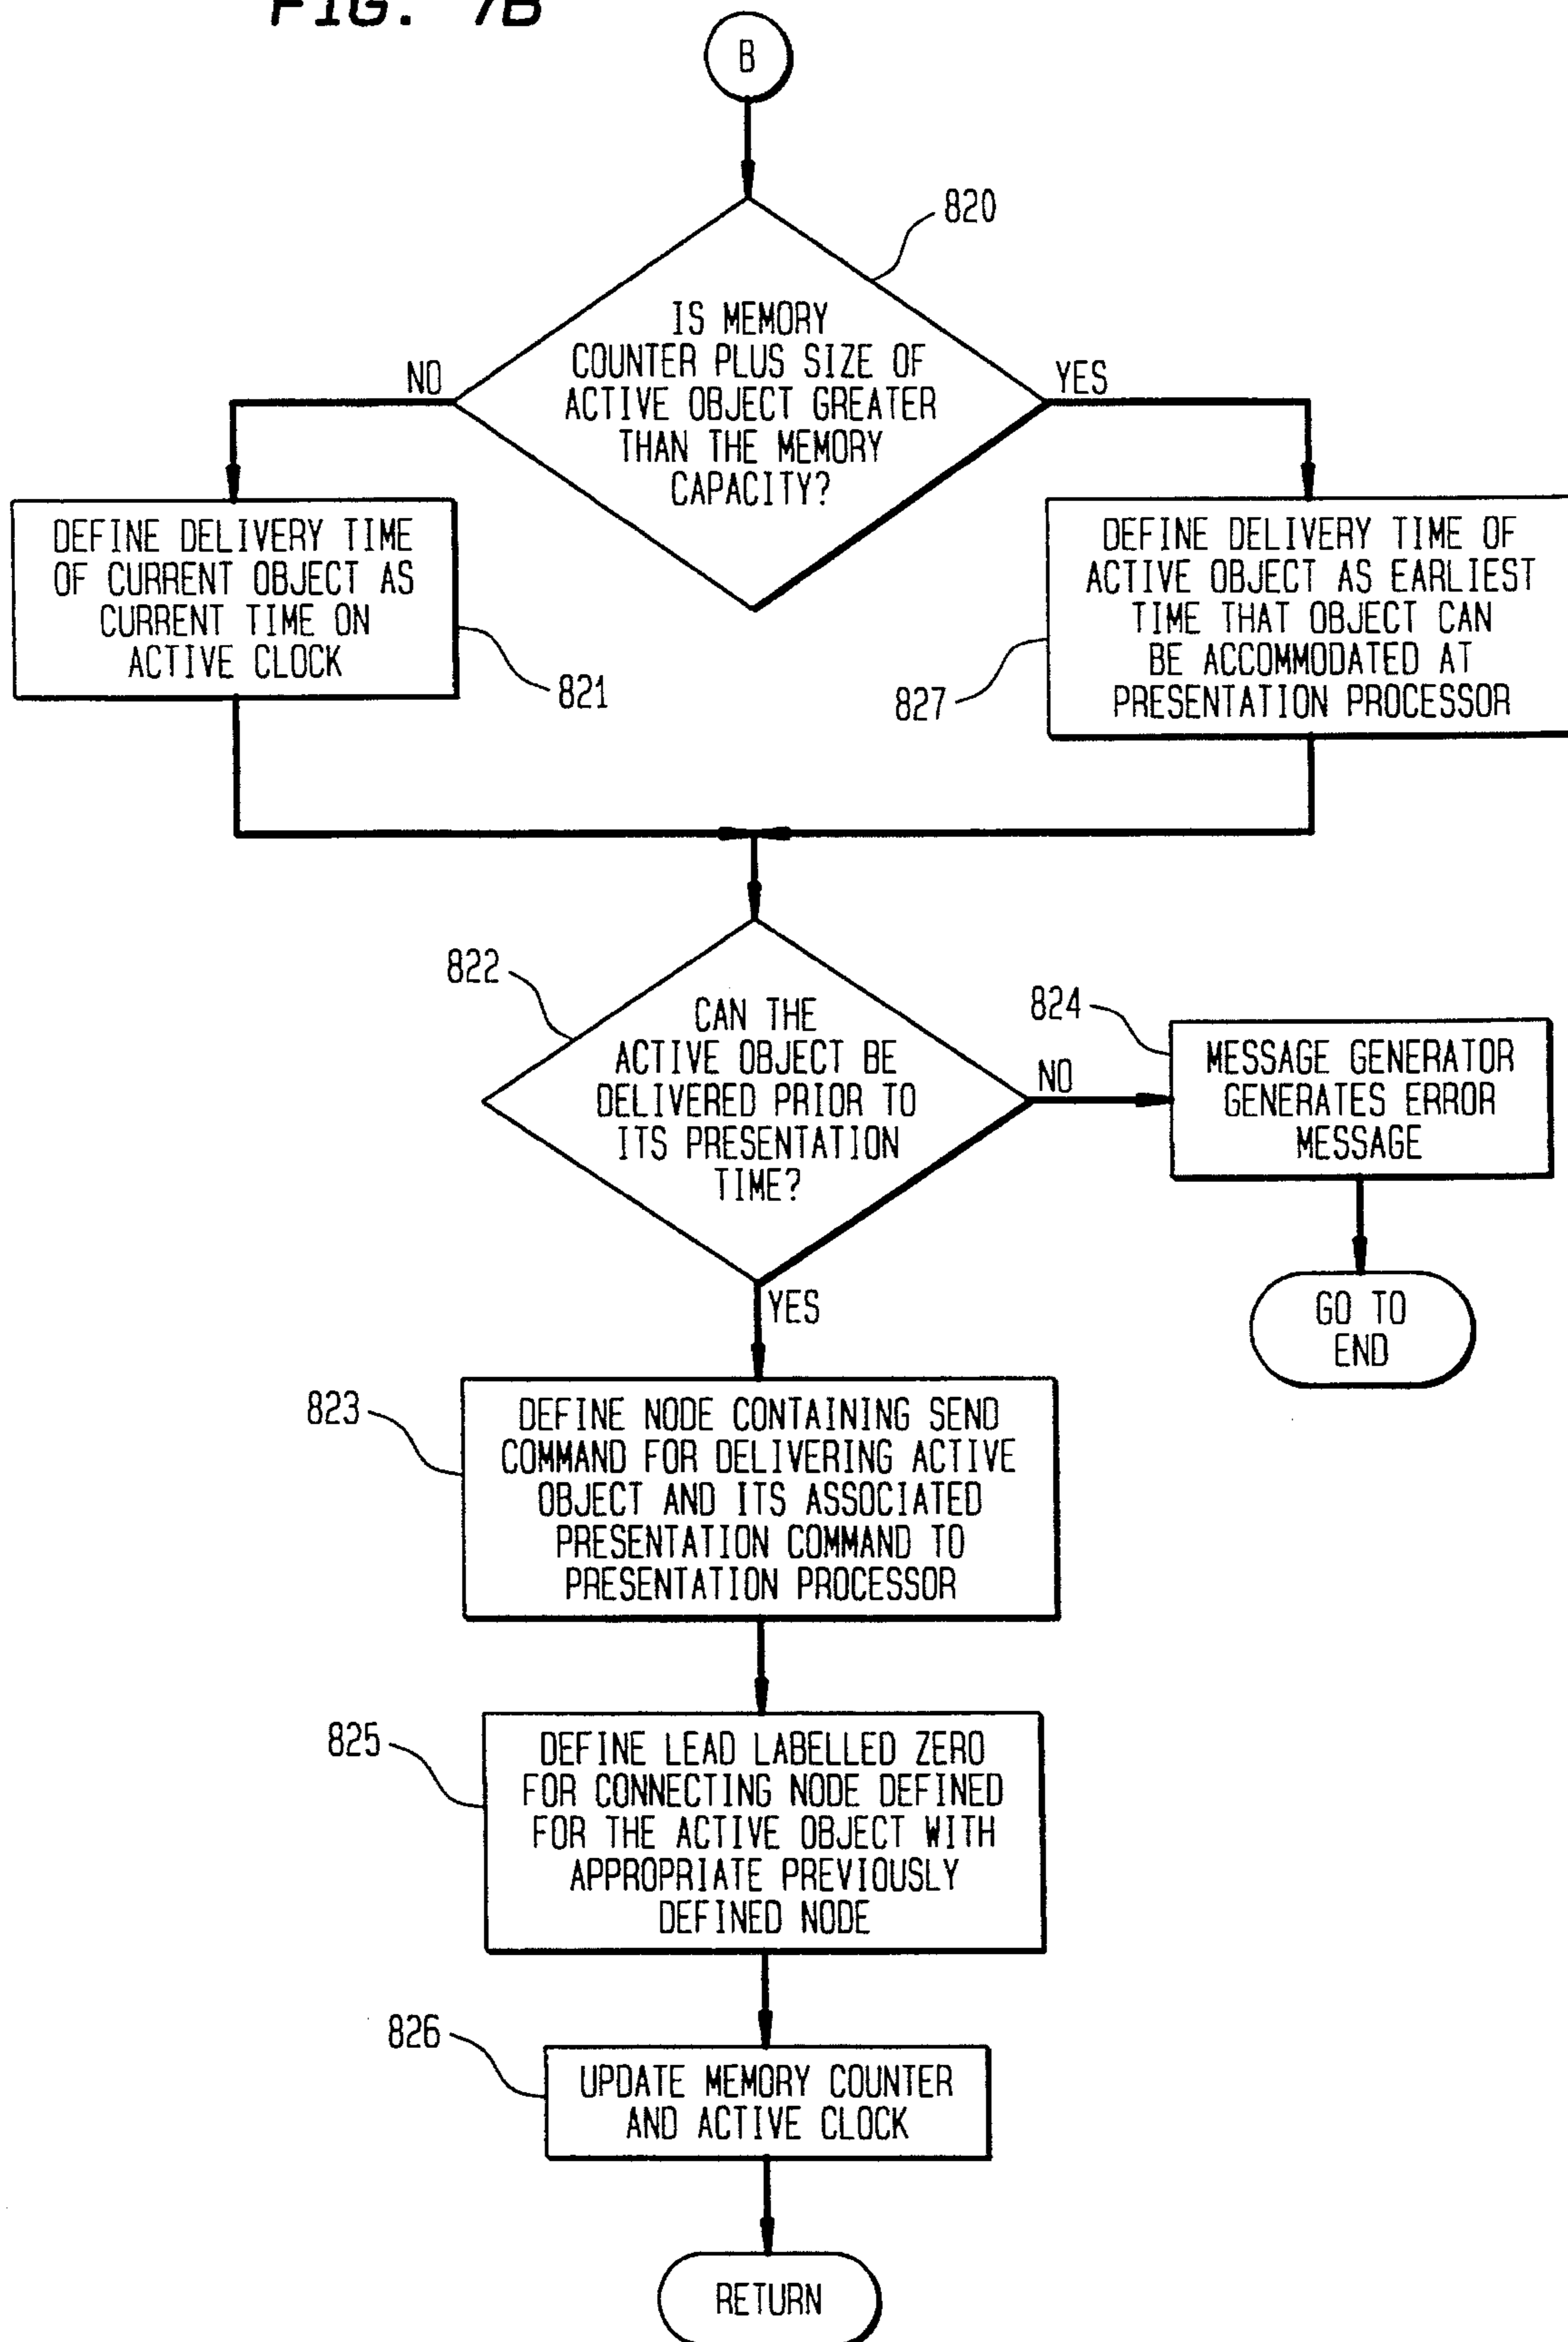 FIG. 7B
B
820
IS MEMORY
COUNTER PLUS SIZE OF
ACTIVE OBJECT GREATER
THAN THE MEMORY
CAPACITY?
NO
YES
DEFINE DELIVERY TIME
OF CURRENT OBJECT AS
CURRENT TIME ON
ACTIVE CLOCK
821
DEFINE DELIVERY TIME OF
ACTIVE OBJECT AS EARLIEST
TIME THAT OBJECT CAN
BE ACCOMMODATED AT
PRESENTATION PROCESSOR
827
822
CAN THE
ACTIVE OBJECT BE
DELIVERED PRIOR TO
ITS PRESENTATION
TIME?
NO
824
MESSAGE GENERATOR
GENERATES ERROR
MESSAGE
GO TO
END
YES
823
DEFINE NODE CONTAINING SEND
COMMAND FOR DELIVERING ACTIVE
OBJECT AND ITS ASSOCIATED
PRESENTATION COMMAND TO
PRESENTATION PROCESSOR
825
DEFINE LEAD LABELLED ZERO
FOR CONNECTING NODE DEFINED
FOR THE ACTIVE OBJECT WITH
APPROPRIATE PREVIOUSLY
DEFINED NODE
826
UPDATE MEMORY COUNTER
AND ACTIVE CLOCK
RETURN